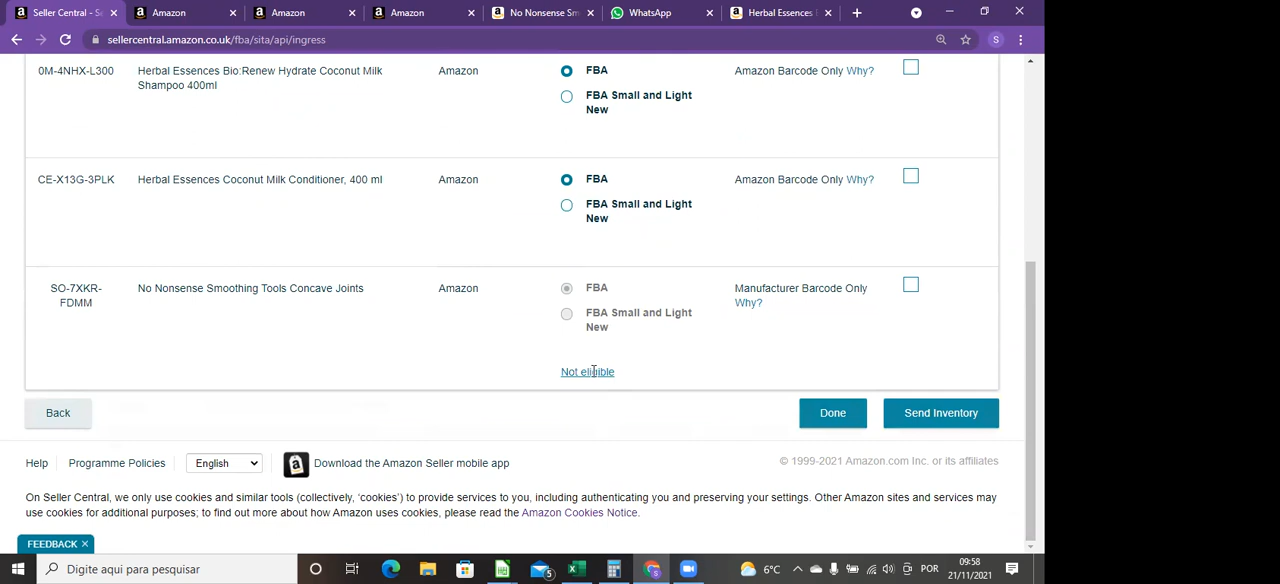 Seller Central - Se
Amazon
Amazon
Amazon
No Nonsense Sm
WhatsApp
Herbal Essences
sellercentral.amazon.co.uk/fba/sita/api/ingress
S
0M-4NHX-L300
Herbal Essences Bio:Renew Hydrate Coconut Milk
Shampoo 400ml
Amazon
FBA
FBA Small and Light
New
Amazon Barcode Only Why?
CE-X13G-3PLK
Herbal Essences Coconut Milk Conditioner, 400 ml
Amazon
FBA
FBA Small and Light
New
Amazon Barcode Only Why?
SO-7XKR-
FDMM
No Nonsense Smoothing Tools Concave Joints
Amazon
FBA
FBA Small and Light
New
Not eligible
Manufacturer Barcode Only
Why?
Back
Done
Send Inventory
Help
Programme Policies
English
Download the Amazon Seller mobile app
© 1999-2021 Amazon.com Inc. or its affiliates
On Seller Central, we only use cookies and similar tools (collectively, 'cookies') to provide services to you, including authenticating you and preserving your settings. Other Amazon sites and services may
use cookies for additional purposes; to find out more about how Amazon uses cookies, please read the Amazon Cookies Notice.
FEEDBACK
Digite aqui para pesquisar
5
6°C
POR
09:58
21/11/2021